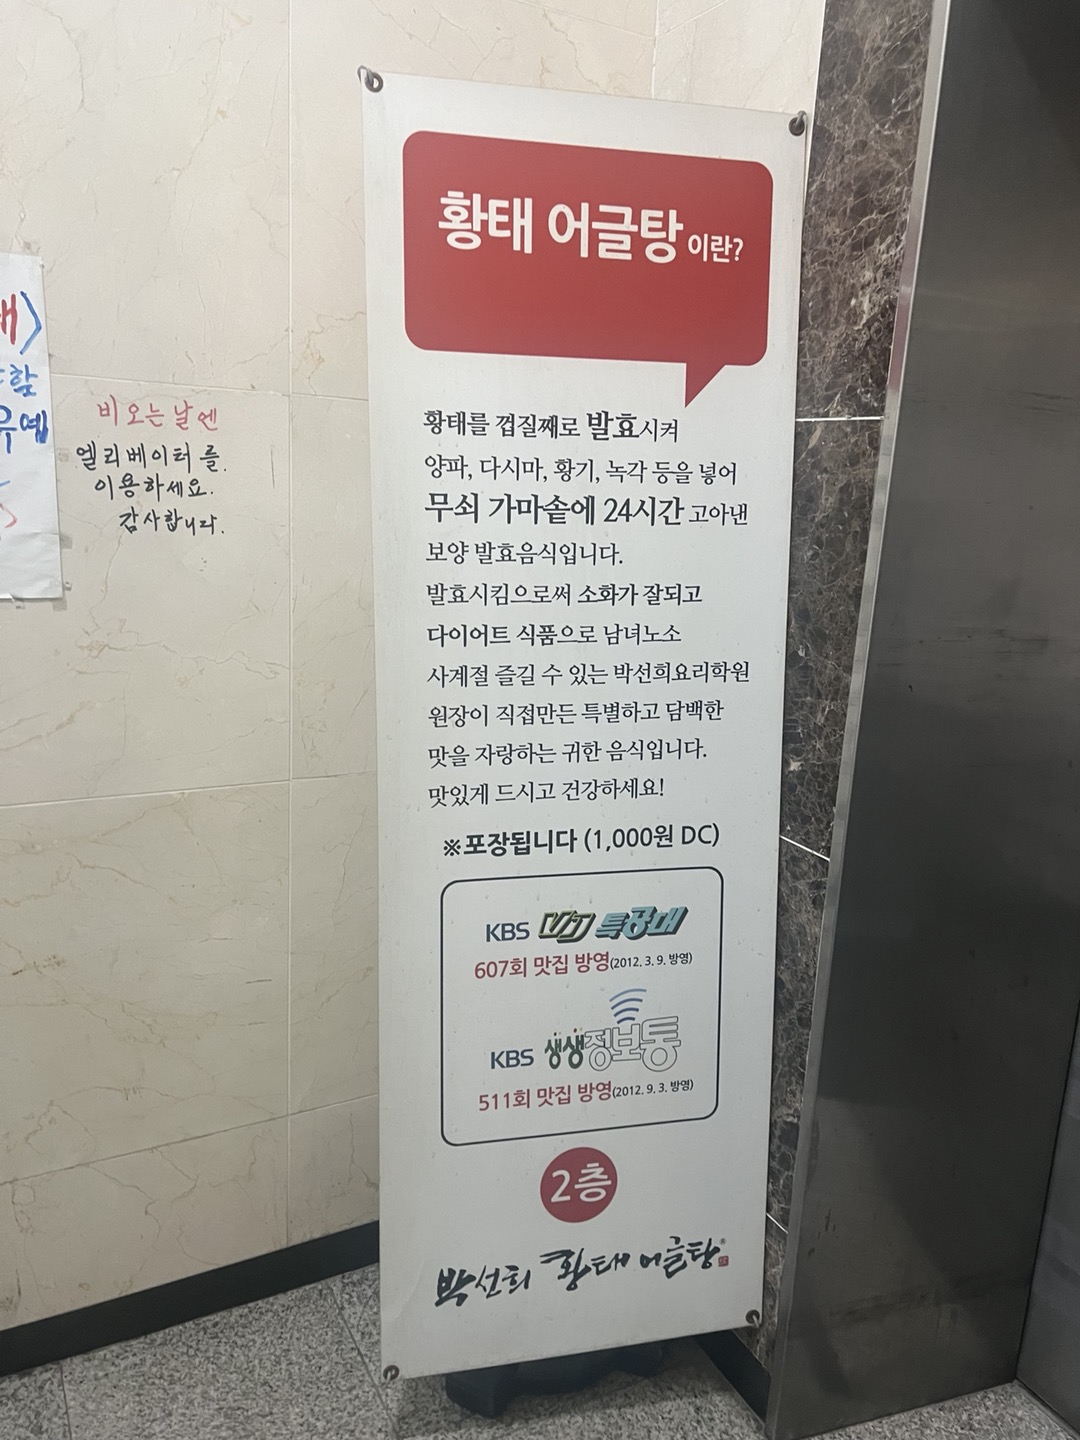 황태 어글탕 이란?
황태를 껍질째로 발효시켜
양파, 다시마, 황기, 녹각 등을 넣어
무쇠 가마솥에 24시간 고아낸
보양 발효음식입니다.
발효시킴으로써 소화가 잘되고
다이어트 식품으로 남녀노소
사계절 즐길 수 있는 박선희요리학원
원장이 직접만든 특별하고 담백한
맛을 자랑하는 귀한 음식입니다.
맛있게 드시고 건강하세요!
※포장됩니다 (1,000원 DC)
KBS VJ 특공대
607회 맛집 방영(2012. 3. 9. 방영)
KBS 생생정보통
511회 맛집 방영(2012. 9. 3. 방영)
2층
박선희 황태 어글탕®
비 오는 날엔
엘리베이터를.
이용하세요.
감사합니다.